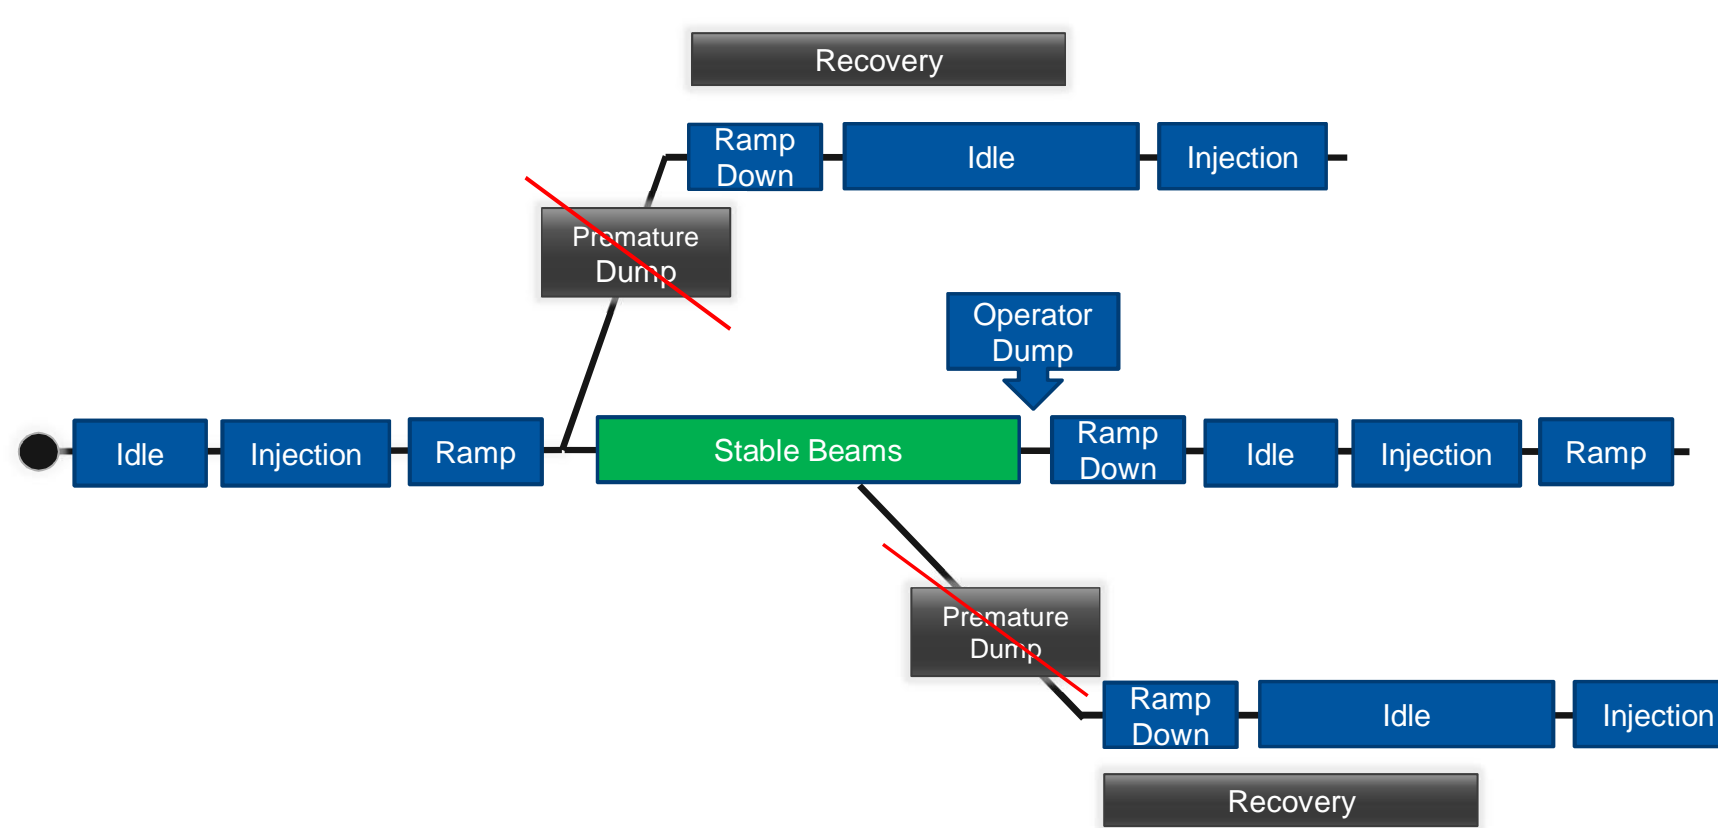 Recovery
Ramp
Down
Idle
Injection
Premature
Dump
Operator
Dump
Idle
Injection
Ramp
Stable Beams
Ramp
Down
Idle
Injection
Ramp
Premature
Dump
Ramp
Down
Idle
Injection
Recovery